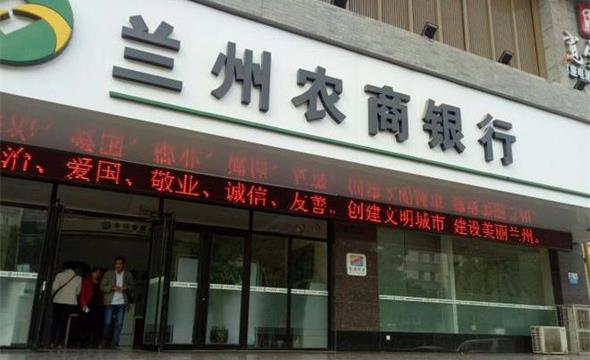 兰州农商银行
治、爱国、敬业、诚信、友善。创建文明城市 建设美丽兰州。